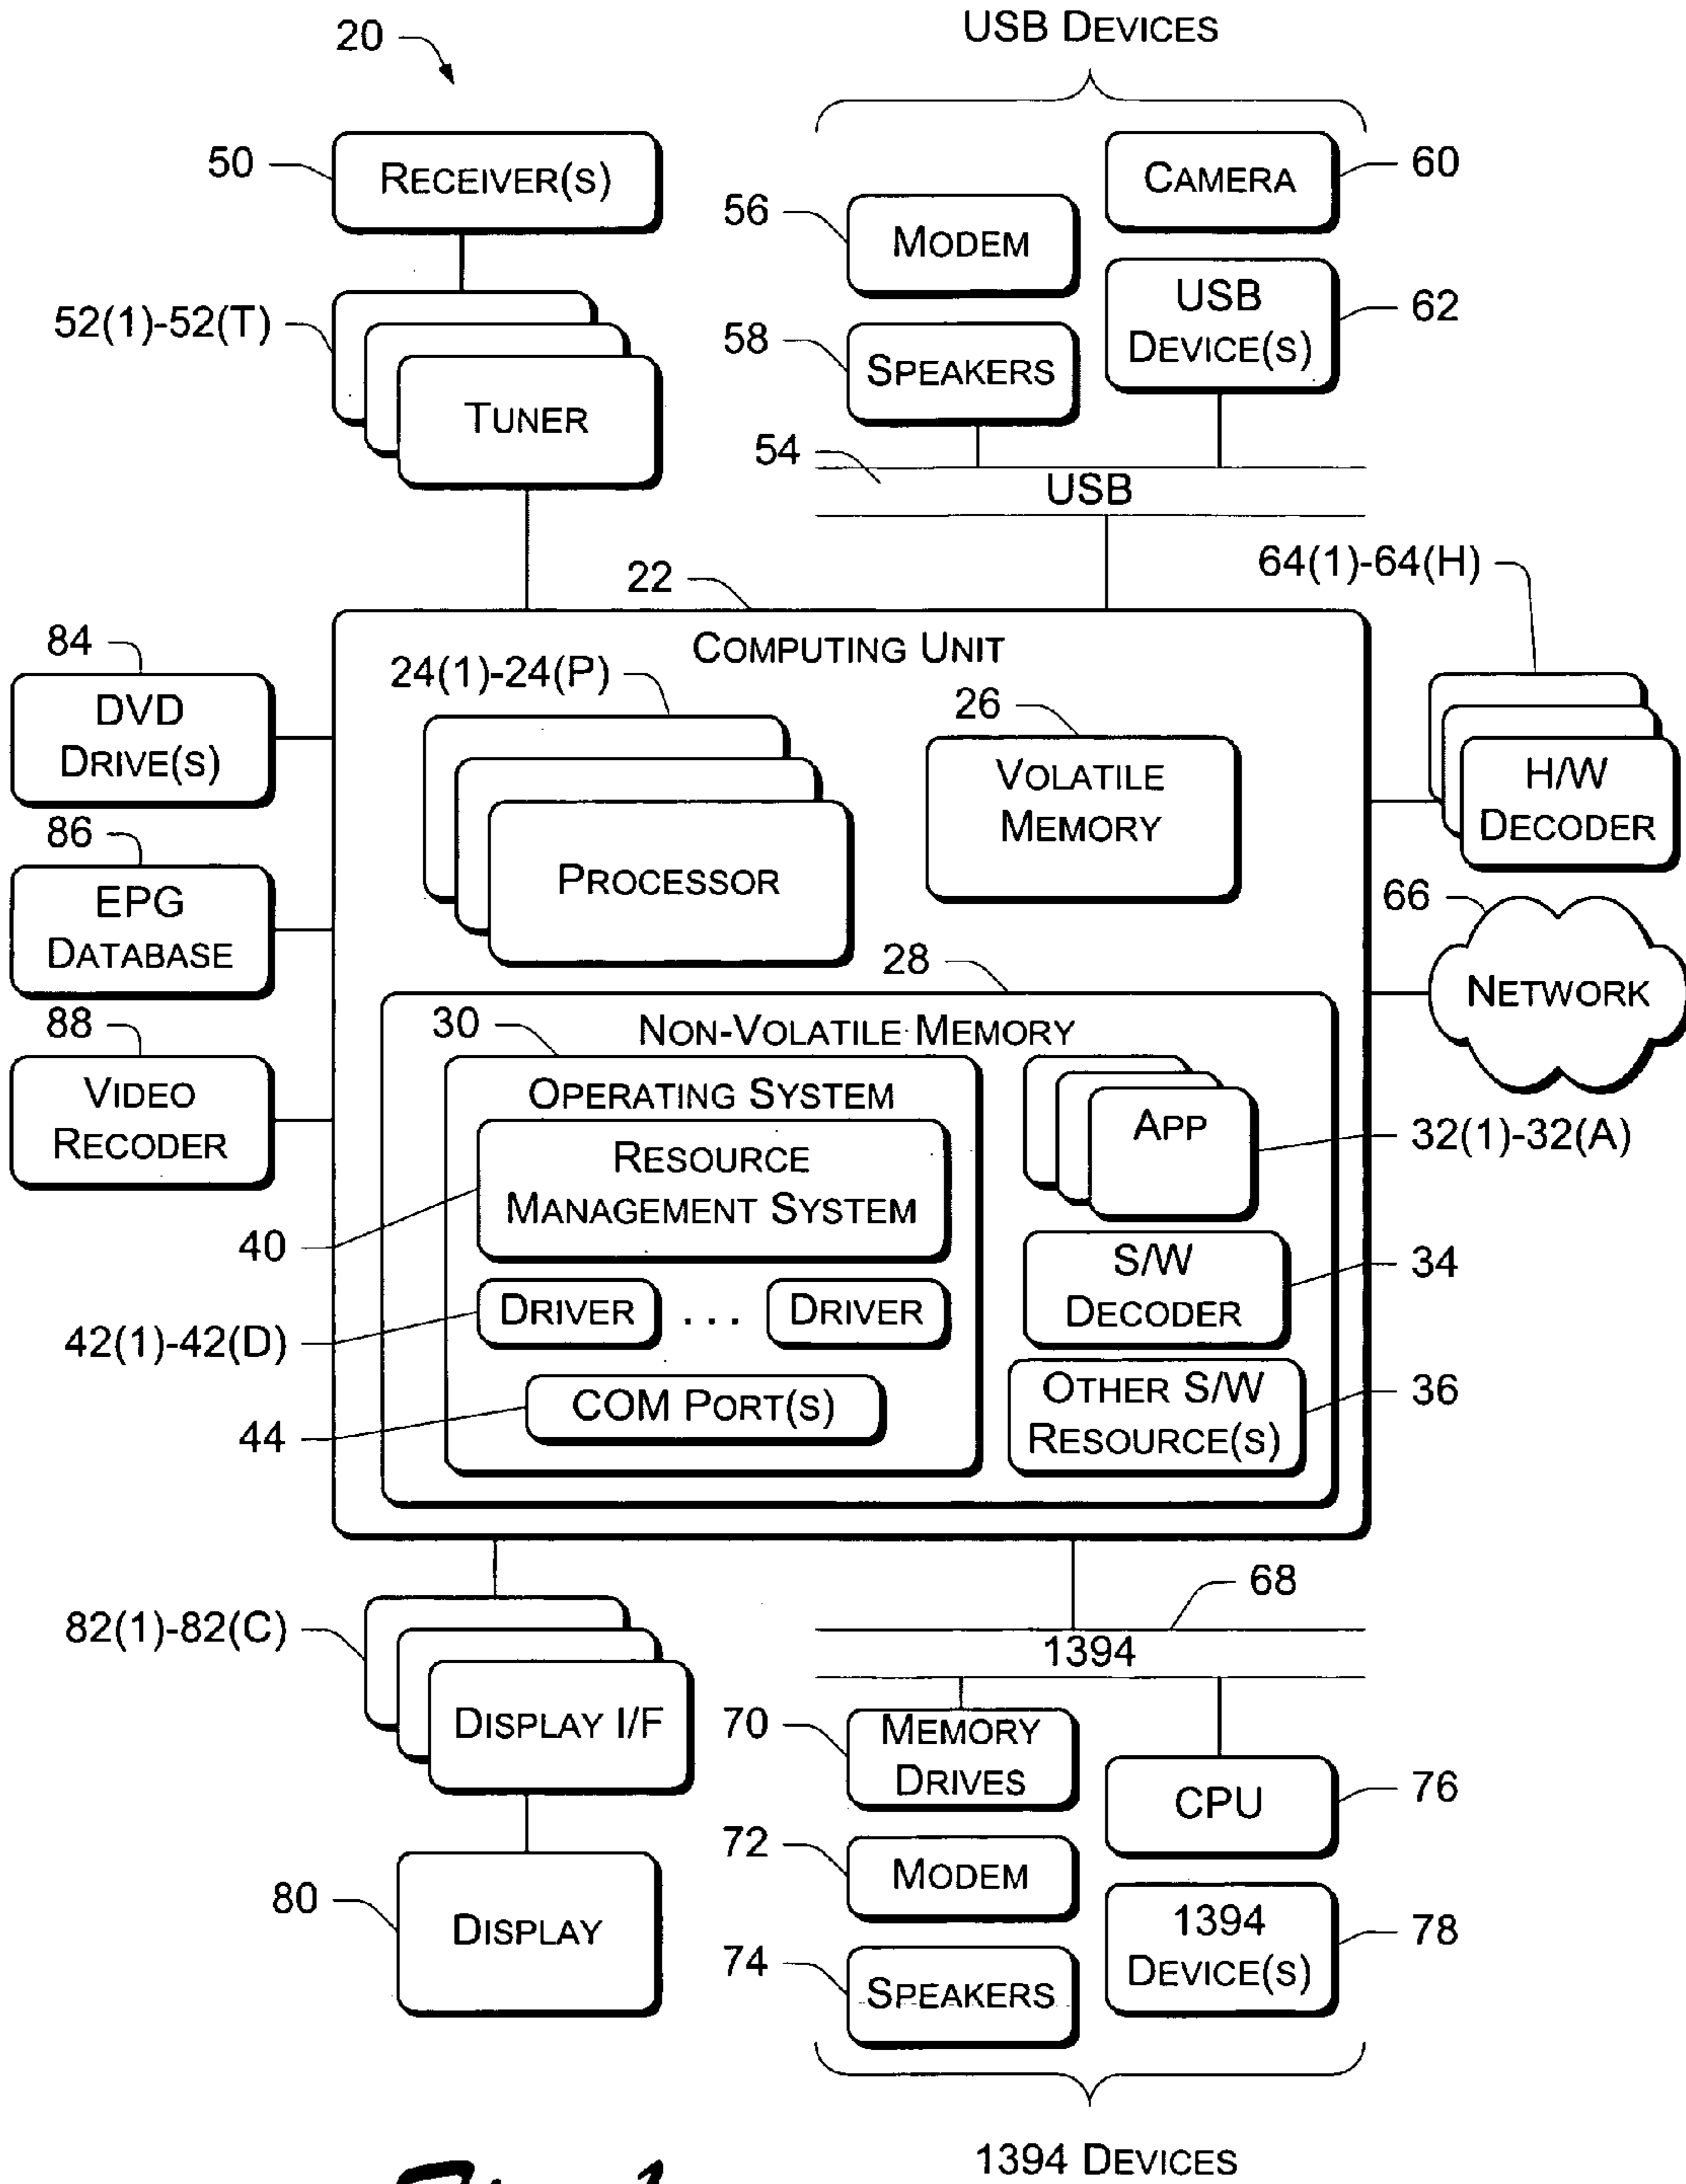 20
USB DEVICES
50
RECEIVER(S)
56
MODEM
CAMERA
60
52(1)-52(T)
TUNER
58
SPEAKERS
USB
DEVICE(S)
62
54
USB
22
64(1)-64(H)
COMPUTING UNIT
84
DVD
DRIVE(S)
24(1)-24(P)
PROCESSOR
26
VOLATILE
MEMORY
H/W
DECODER
86
EPG
DATABASE
66
NETWORK
28
NON-VOLATILE MEMORY
88
VIDEO
RECODER
30
OPERATING SYSTEM
RESOURCE
MANAGEMENT SYSTEM
APP
32(1)-32(A)
40
S/W
DECODER
34
DRIVER
. . .
DRIVER
42(1)-42(D)
COM PORT(S)
44
OTHER S/W
RESOURCE(S)
36
68
82(1)-82(C)
1394
DISPLAY I/F
70
MEMORY
DRIVES
CPU
76
72
MODEM
80
DISPLAY
1394
DEVICE(S)
78
74
SPEAKERS
1394 DEVICES